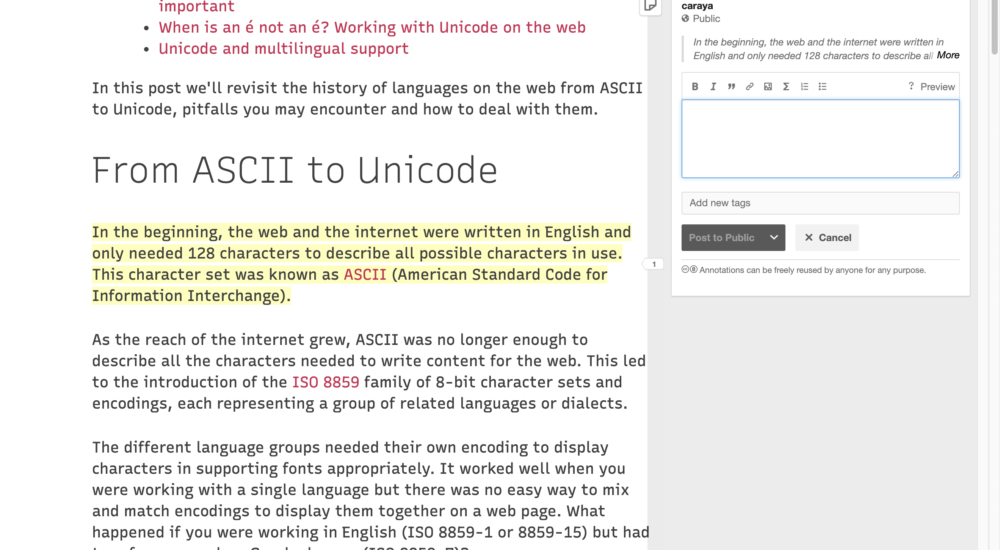 important
• When is an é not an é? Working with Unicode on the web
• Unicode and multilingual support
In this post we'll revisit the history of languages on the web from ASCII
to Unicode, pitfalls you may encounter and how to deal with them.
From ASCII to Unicode
In the beginning, the web and the internet were written in English and
only needed 128 characters to describe all possible characters in use.
This character set was known as ASCII (American Standard Code for
Information Interchange).
As the reach of the internet grew, ASCII was no longer enough to
describe all the characters needed to write content for the web. This led
to the introduction of the ISO 8859 family of 8-bit character sets and
encodings, each representing a group of related languages or dialects.
The different language groups needed their own encoding to display
characters in supporting fonts appropriately. It worked well when you
were working with a single language but there was no easy way to mix
and match encodings to display them together on a web page. What
happened if you were working in English (ISO 8859-1 or 8859-15) but had
1
caraya
Public
In the beginning, the web and the internet were written in
English and only needed 128 characters to describe al More
B I Σ ? Preview
Add new tags
Post to Public
Cancel
Annotations can be freely reused by anyone for any purpose.